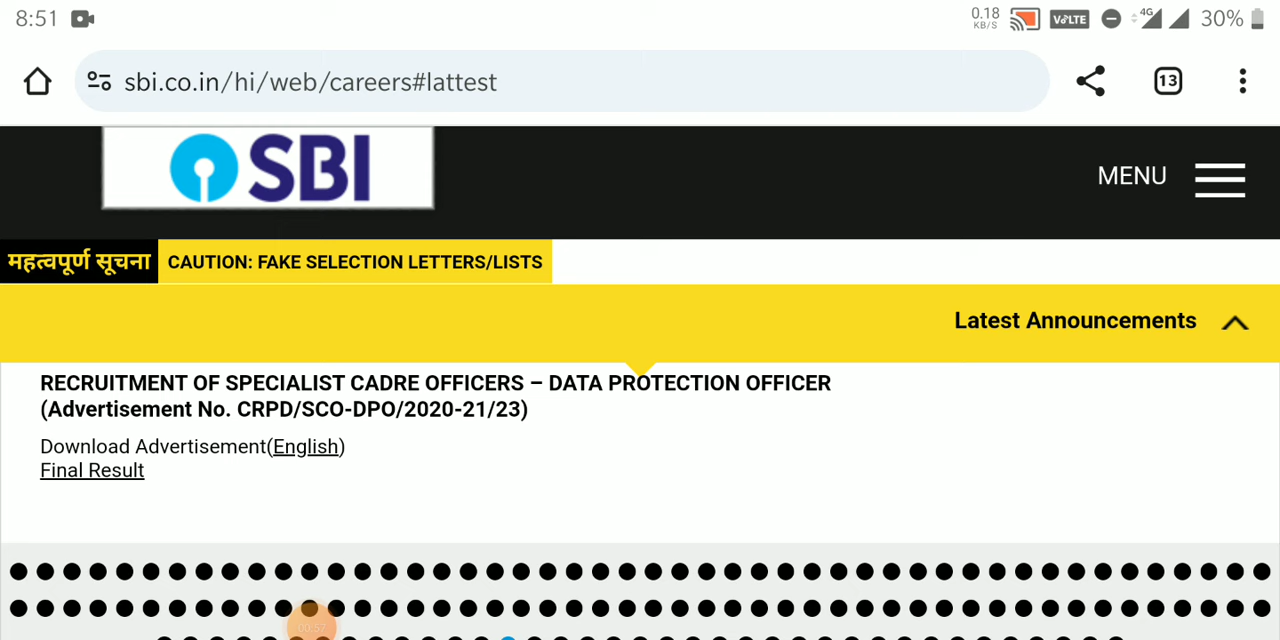 8:51 0.18 KB/S VoLTE 4G 30%
sbi.co.in/hi/web/careers#lattest 13
SBI MENU
महत्वपूर्ण सूचना CAUTION: FAKE SELECTION LETTERS/LISTS
Latest Announcements
RECRUITMENT OF SPECIALIST CADRE OFFICERS – DATA PROTECTION OFFICER
(Advertisement No. CRPD/SCO-DPO/2020-21/23)
Download Advertisement(English)
Final Result
00:57